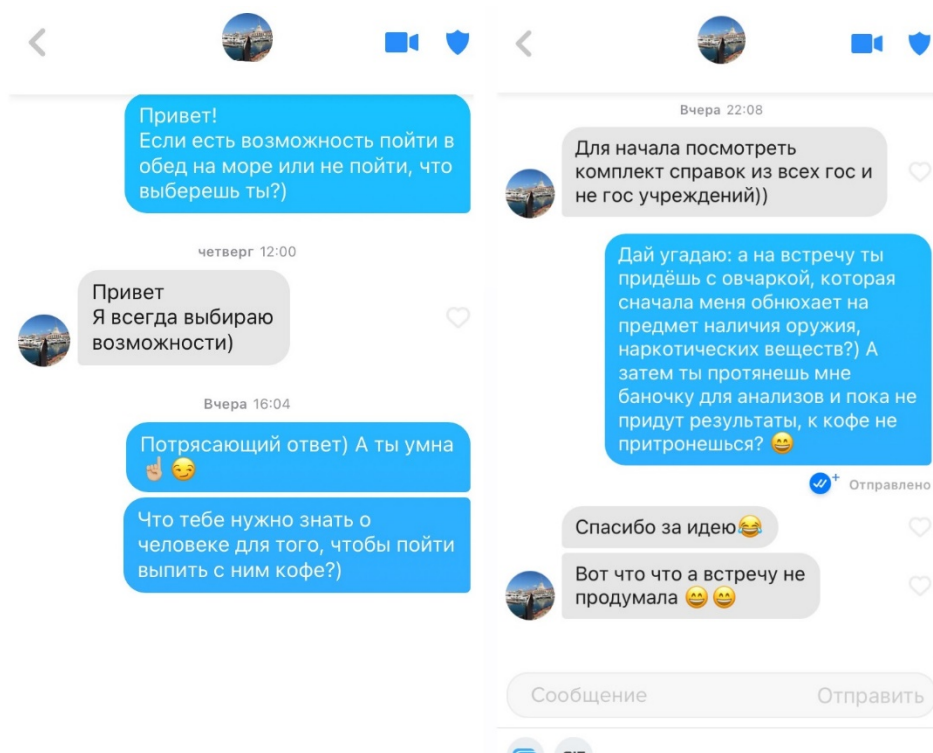 Привет!
Если есть возможность пойти в
обед на море или не пойти, что
выберешь ты?)
четверг 12:00
Привет
Я всегда выбираю
возможности)
Вчера 16:04
Потрясающий ответ) А ты умна
☝🏼 😏
Что тебе нужно знать о
человеке для того, чтобы пойти
выпить с ним кофе?)
Вчера 22:08
Для начала посмотреть
комплект справок из всех гос и
не гос учреждений))
Дай угадаю: а на встречу ты
придёшь с овчаркой, которая
сначала меня обнюхает на
предмет наличия оружия,
наркотических веществ?) А
затем ты протянешь мне
баночку для анализов и пока не
придут результаты, к кофе не
притронешься? 😄
Отправлено
Спасибо за идею😂
Вот что что а встречу не
продумала 😄 😄
Сообщение Отправить